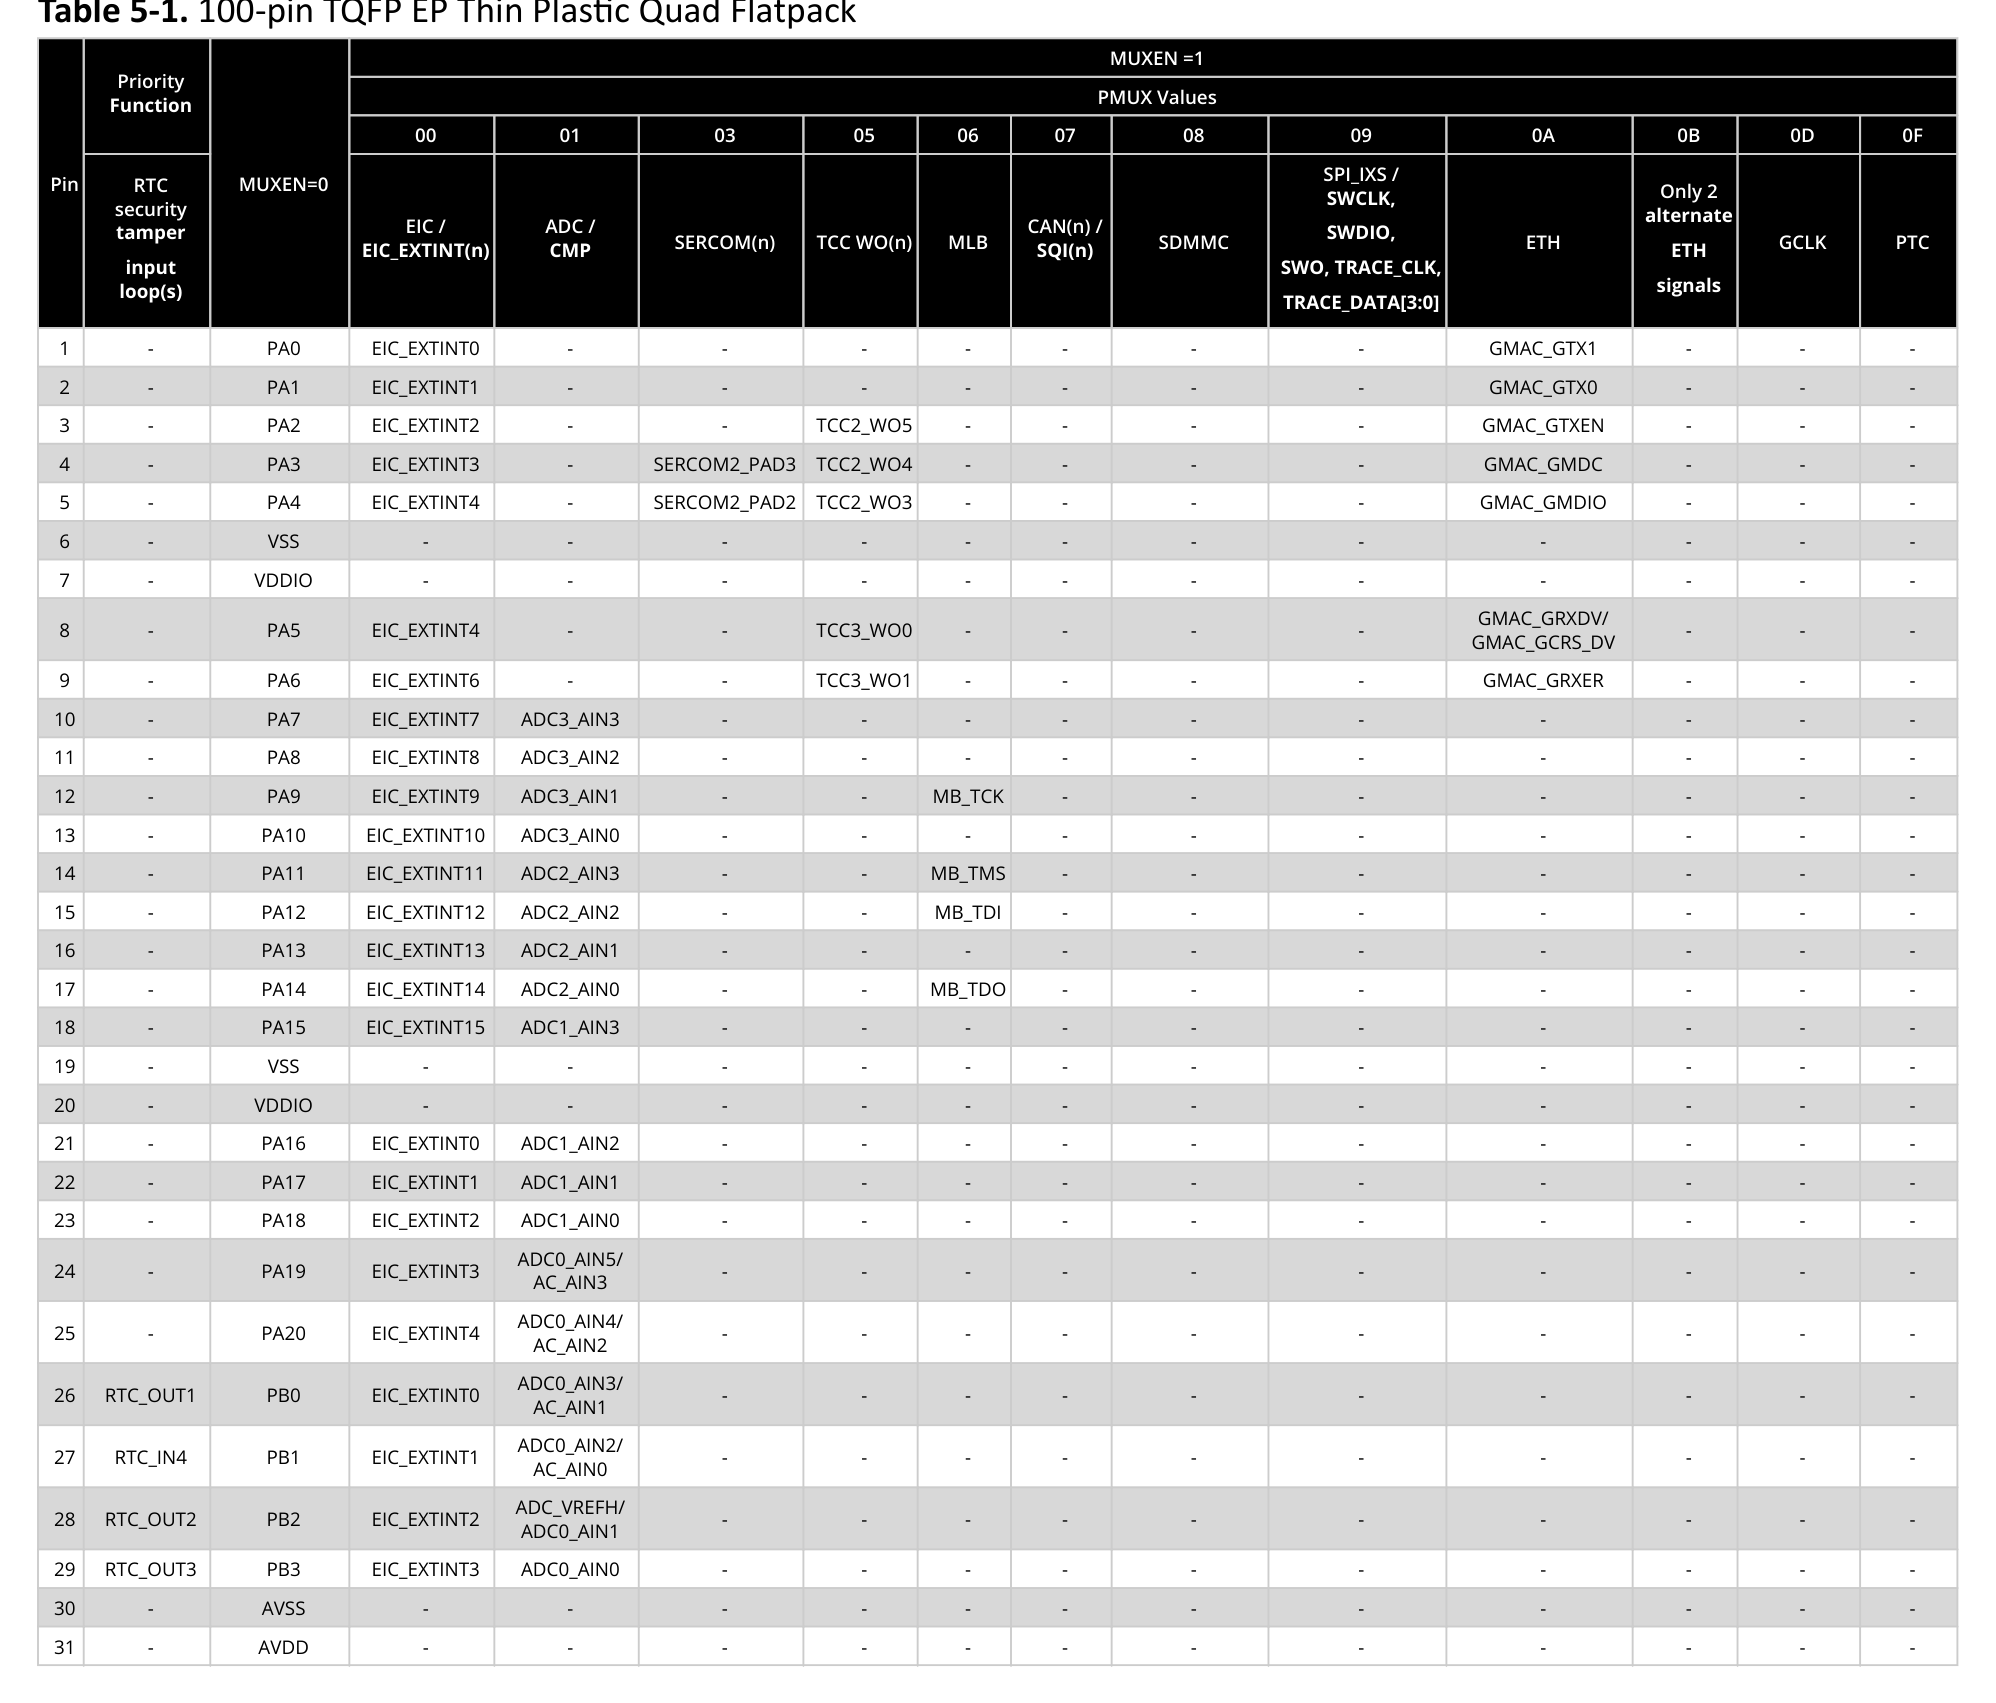 Table 5-1. 100-pin TQFP EP Thin Plastic Quad Flatpack
Pin
Priority
Function
RTC
security
tamper
input
loop(s)
MUXEN=0
MUXEN =1
PMUX Values
00 01 03 05 06 07 08 09 0A 0B 0D 0F
EIC /
EIC_EXTINT(n)
ADC /
CMP
SERCOM(n)
TCC WO(n)
MLB
CAN(n) /
SQI(n)
SDMMC
SPI_IXS /
SWCLK,
SWDIO,
SWO, TRACE_CLK,
TRACE_DATA[3:0]
ETH
Only 2
alternate
ETH
signals
GCLK
PTC
1 - PA0 EIC_EXTINT0 - - - - - - - GMAC_GTX1 - - -
2 - PA1 EIC_EXTINT1 - - - - - - - GMAC_GTX0 - - -
3 - PA2 EIC_EXTINT2 - - TCC2_WO5 - - - - GMAC_GTXEN - - -
4 - PA3 EIC_EXTINT3 - SERCOM2_PAD3 TCC2_WO4 - - - - GMAC_GMDC - - -
5 - PA4 EIC_EXTINT4 - SERCOM2_PAD2 TCC2_WO3 - - - - GMAC_GMDIO - - -
6 - VSS - - - - - - - - - - - -
7 - VDDIO - - - - - - - - - - - -
8 - PA5 EIC_EXTINT4 - - TCC3_WO0 - - - - GMAC_GRXDV/
GMAC_GCRS_DV - - -
9 - PA6 EIC_EXTINT6 - - TCC3_WO1 - - - - GMAC_GRXER - - -
10 - PA7 EIC_EXTINT7 ADC3_AIN3 - - - - - - - - - -
11 - PA8 EIC_EXTINT8 ADC3_AIN2 - - - - - - - - - -
12 - PA9 EIC_EXTINT9 ADC3_AIN1 - - MB_TCK - - - - - - -
13 - PA10 EIC_EXTINT10 ADC3_AIN0 - - - - - - - - - -
14 - PA11 EIC_EXTINT11 ADC2_AIN3 - - MB_TMS - - - - - - -
15 - PA12 EIC_EXTINT12 ADC2_AIN2 - - MB_TDI - - - - - - -
16 - PA13 EIC_EXTINT13 ADC2_AIN1 - - - - - - - - - -
17 - PA14 EIC_EXTINT14 ADC2_AIN0 - - MB_TDO - - - - - - -
18 - PA15 EIC_EXTINT15 ADC1_AIN3 - - - - - - - - - -
19 - VSS - - - - - - - - - - - -
20 - VDDIO - - - - - - - - - - - -
21 - PA16 EIC_EXTINT0 ADC1_AIN2 - - - - - - - - - -
22 - PA17 EIC_EXTINT1 ADC1_AIN1 - - - - - - - - - -
23 - PA18 EIC_EXTINT2 ADC1_AIN0 - - - - - - - - - -
24 - PA19 EIC_EXTINT3 ADC0_AIN5/
AC_AIN3 - - - - - - - - - -
25 - PA20 EIC_EXTINT4 ADC0_AIN4/
AC_AIN2 - - - - - - - - - -
26 RTC_OUT1 PB0 EIC_EXTINT0 ADC0_AIN3/
AC_AIN1 - - - - - - - - - -
27 RTC_IN4 PB1 EIC_EXTINT1 ADC0_AIN2/
AC_AIN0 - - - - - - - - - -
28 RTC_OUT2 PB2 EIC_EXTINT2 ADC_VREFH/
ADC0_AIN1 - - - - - - - - - -
29 RTC_OUT3 PB3 EIC_EXTINT3 ADC0_AIN0 - - - - - - - - - -
30 - AVSS - - - - - - - - - - - -
31 - AVDD - - - - - - - - - - - -